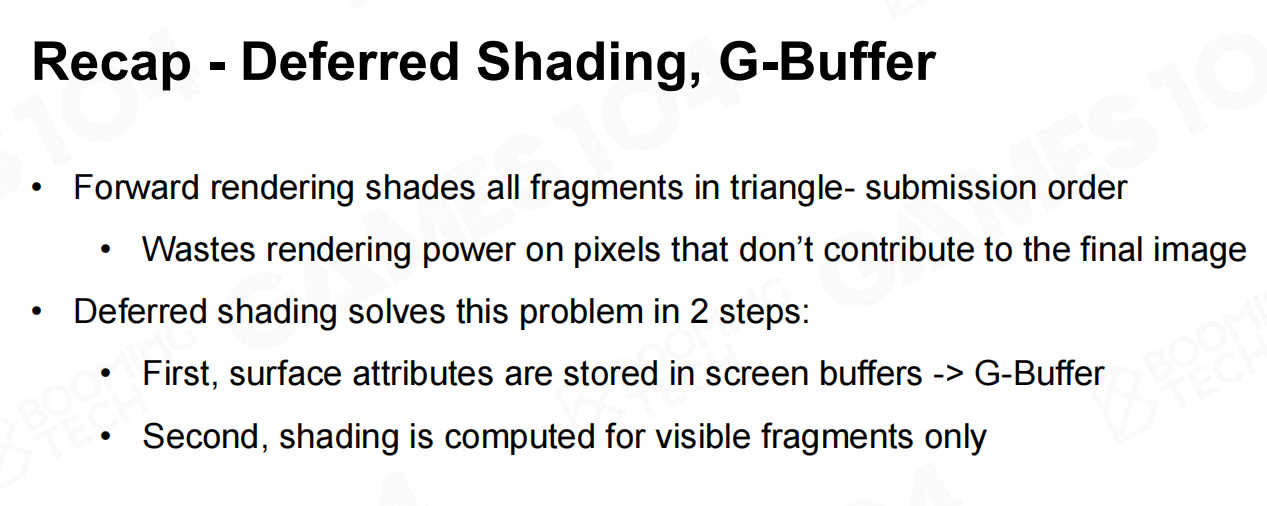 Recap - Deferred Shading, G-Buffer
• Forward rendering shades all fragments in triangle- submission order
• Wastes rendering power on pixels that don’t contribute to the final image
• Deferred shading solves this problem in 2 steps:
• First, surface attributes are stored in screen buffers -> G-Buffer
• Second, shading is computed for visible fragments only
GAMES104
BOOMING
TECH